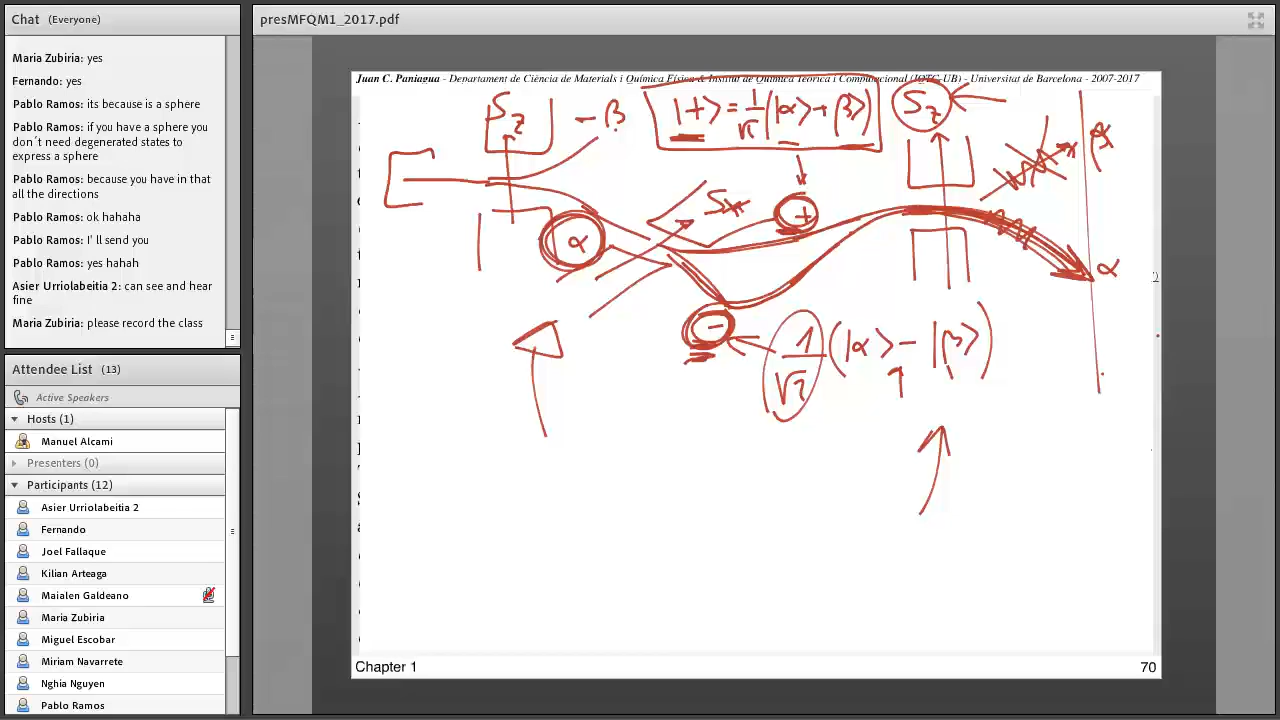 Chat (Everyone)
Maria Zubiria: yes
Fernando: yes
Pablo Ramos: its because is a sphere
Pablo Ramos: if you have a sphere you
don´t need degenerated states to
express a sphere
Pablo Ramos: because you have in that
all the directions
Pablo Ramos: ok hahaha
Pablo Ramos: I´ll send you
Pablo Ramos: yes hahah
Asier Urriolabeitia 2: can see and hear
fine
Maria Zubiria: please record the class
Attendee List (13)
Active Speakers
Hosts (1)
Manuel Alcami
Presenters (0)
Participants (12)
Asier Urriolabeitia 2
Fernando
Joel Fallaque
Kilian Arteaga
Maialen Galdeano
Maria Zubiria
Miguel Escobar
Miriam Navarrete
Nghia Nguyen
Pablo Ramos
presMFQM1_2017.pdf
Juan C. Paniagua - Departament de Ciència de Materials i Química Física & Institut de Química Teòrica i Computacional (IQTC-UB) - Universitat de Barcelona - 2007-2017
Sz – β |+> = 1/√2 (|α> + |β>) Sz
β
α Sx +
α
– 1/√2 (|α> – |β>)
Chapter 1 70